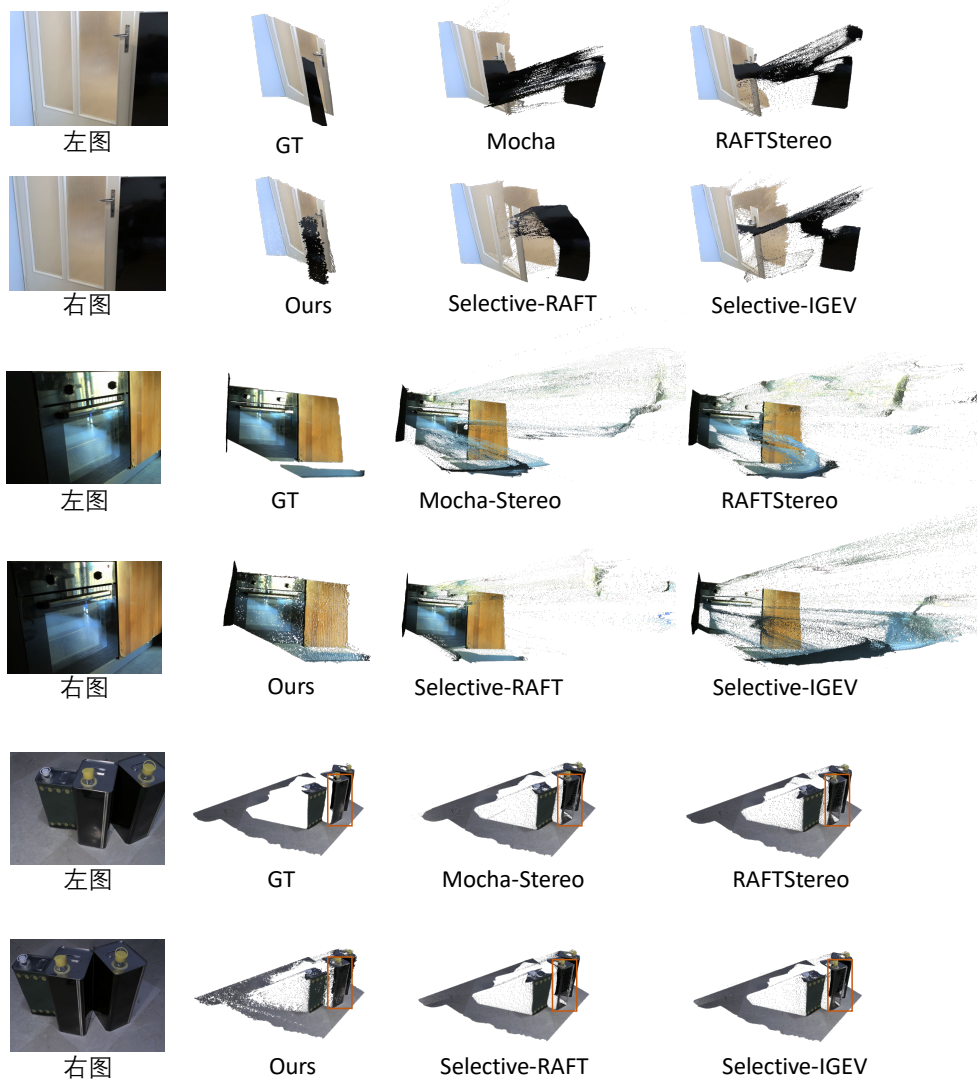 左图
GT
Mocha
RAFTStereo
右图
Ours
Selective-RAFT
Selective-IGEV
左图
GT
Mocha-Stereo
RAFTStereo
右图
Ours
Selective-RAFT
Selective-IGEV
左图
GT
Mocha-Stereo
RAFTStereo
右图
Ours
Selective-RAFT
Selective-IGEV